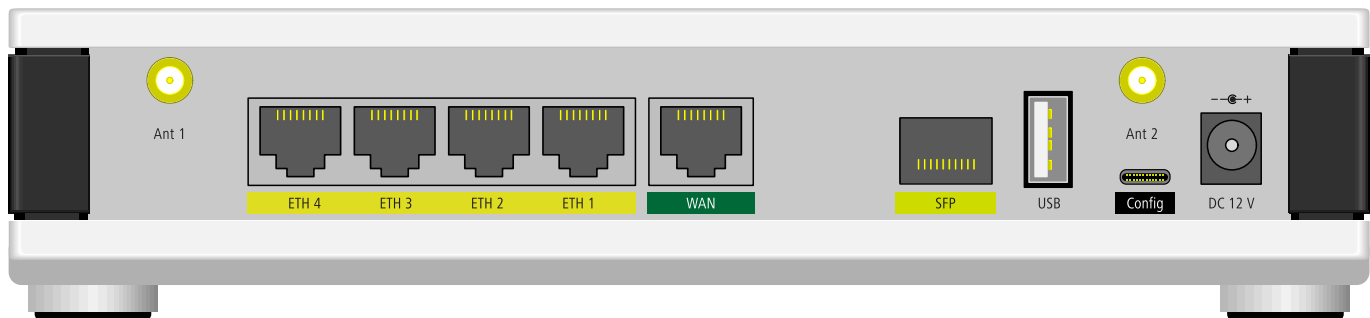 Ant 1
ETH 4 ETH 3 ETH 2 ETH 1
WAN
SFP
USB
Ant 2
Config
- +
DC 12 V